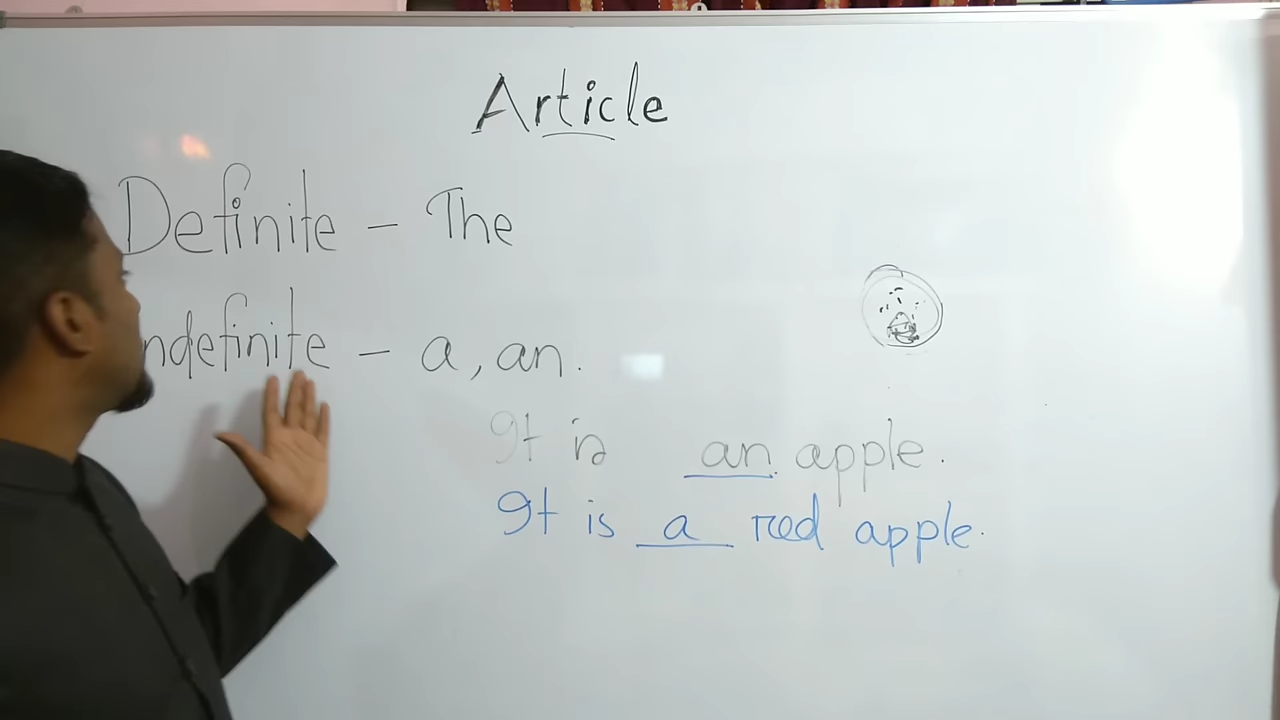 Article
Definite - The
ndefinite - a, an.
It is an apple.
It is a red apple.